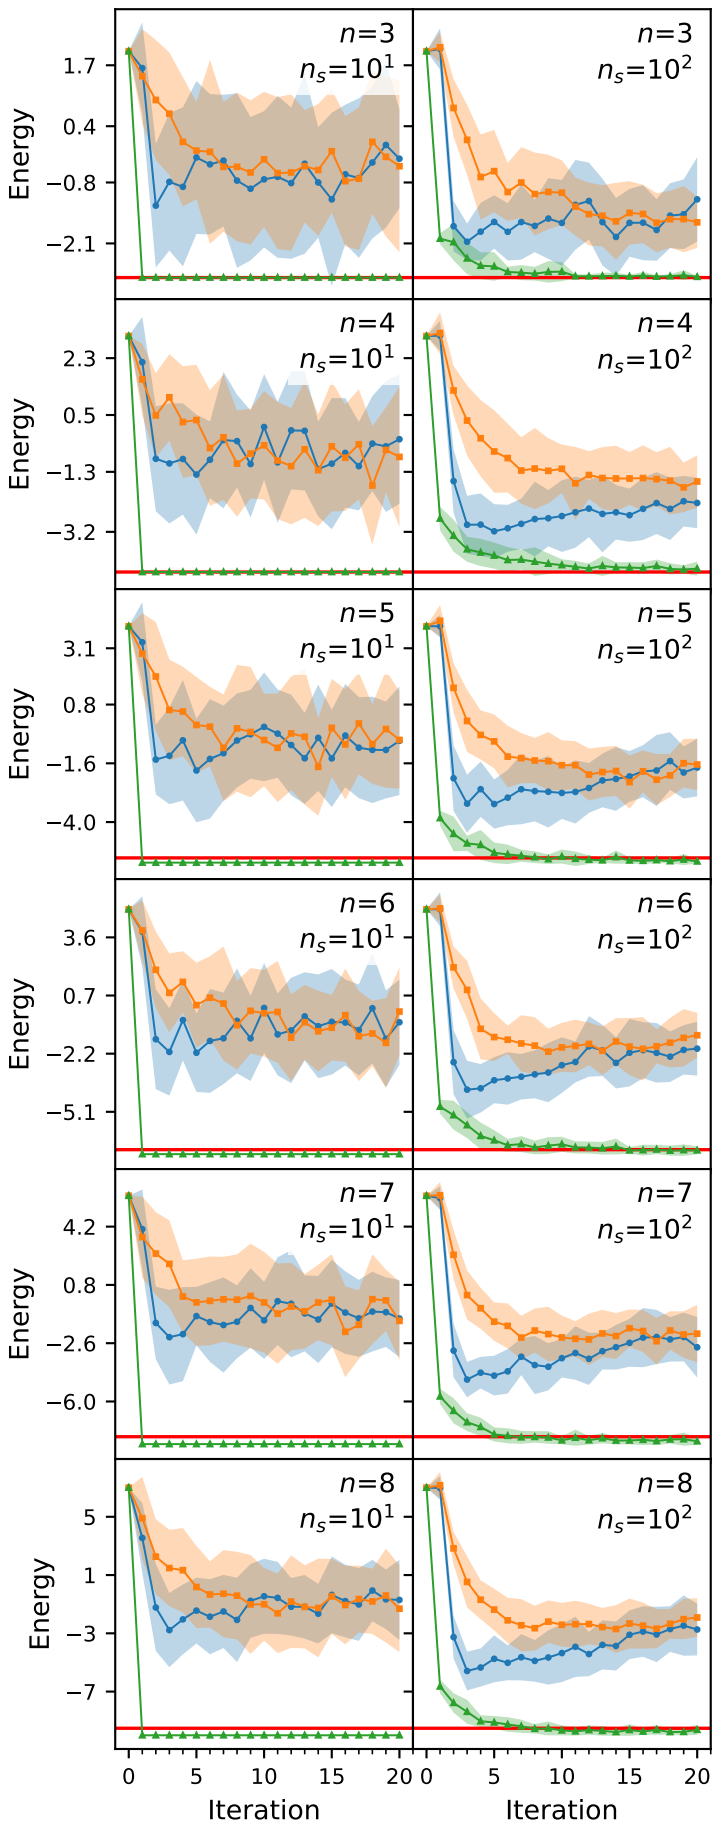 n=3
n_s=10^1
n=3
n_s=10^2
Energy
1.7
0.4
−0.8
−2.1
n=4
n_s=10^1
n=4
n_s=10^2
Energy
2.3
0.5
−1.3
−3.2
n=5
n_s=10^1
n=5
n_s=10^2
Energy
3.1
0.8
−1.6
−4.0
n=6
n_s=10^1
n=6
n_s=10^2
Energy
3.6
0.7
−2.2
−5.1
n=7
n_s=10^1
n=7
n_s=10^2
Energy
4.2
0.8
−2.6
−6.0
n=8
n_s=10^1
n=8
n_s=10^2
Energy
5
1
−3
−7
0 5 10 15 20 0 5 10 15 20
Iteration Iteration